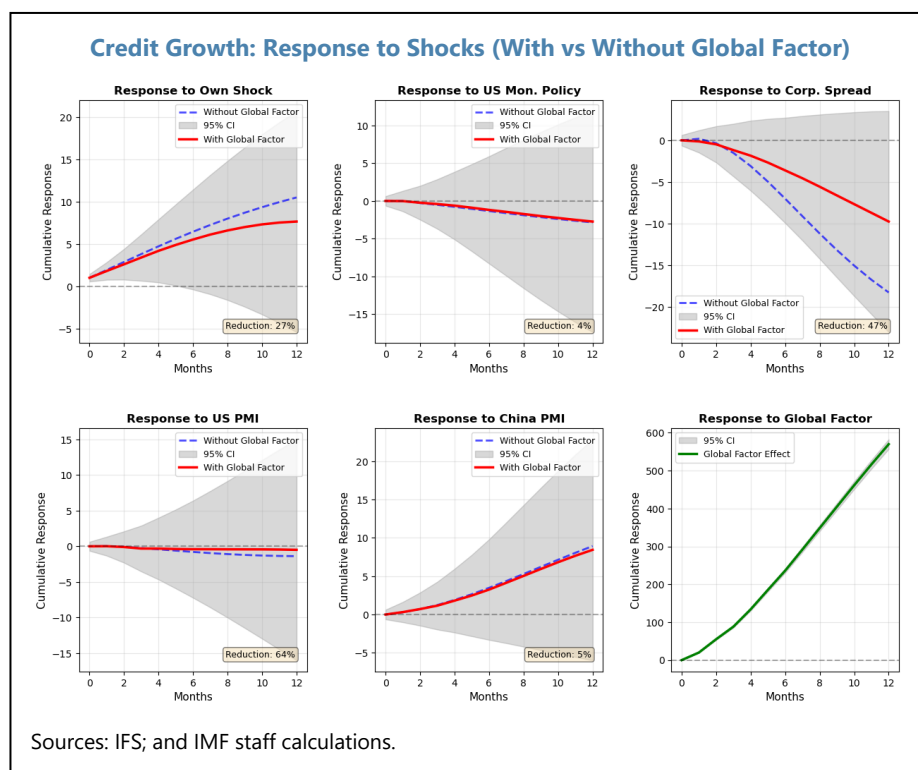 Credit Growth: Response to Shocks (With vs Without Global Factor)
Response to Own Shock
Without Global Factor
95% CI
With Global Factor
Cumulative Response
20
15
10
5
0
−5
0 2 4 6 8 10 12
Months
Reduction: 27%
Response to US Mon. Policy
Without Global Factor
95% CI
With Global Factor
Cumulative Response
10
5
0
−5
−10
−15
0 2 4 6 8 10 12
Months
Reduction: 4%
Response to Corp. Spread
Cumulative Response
0
−5
−10
−15
−20
Without Global Factor
95% CI
With Global Factor
Reduction: 47%
0 2 4 6 8 10 12
Months
Response to US PMI
Without Global Factor
95% CI
With Global Factor
Cumulative Response
15
10
5
0
−5
−10
−15
Reduction: 64%
0 2 4 6 8 10 12
Months
Response to China PMI
Without Global Factor
95% CI
With Global Factor
Cumulative Response
20
15
10
5
0
−5
Reduction: 5%
0 2 4 6 8 10 12
Months
Response to Global Factor
95% CI
Global Factor Effect
Cumulative Response
600
500
400
300
200
100
0
0 2 4 6 8 10 12
Months
Sources: IFS; and IMF staff calculations.